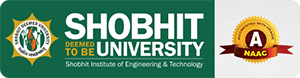 SHOBHIT
DEEMED
TO BE
UNIVERSITY
Shobhit Institute of Engineering & Technology
A
NAAC